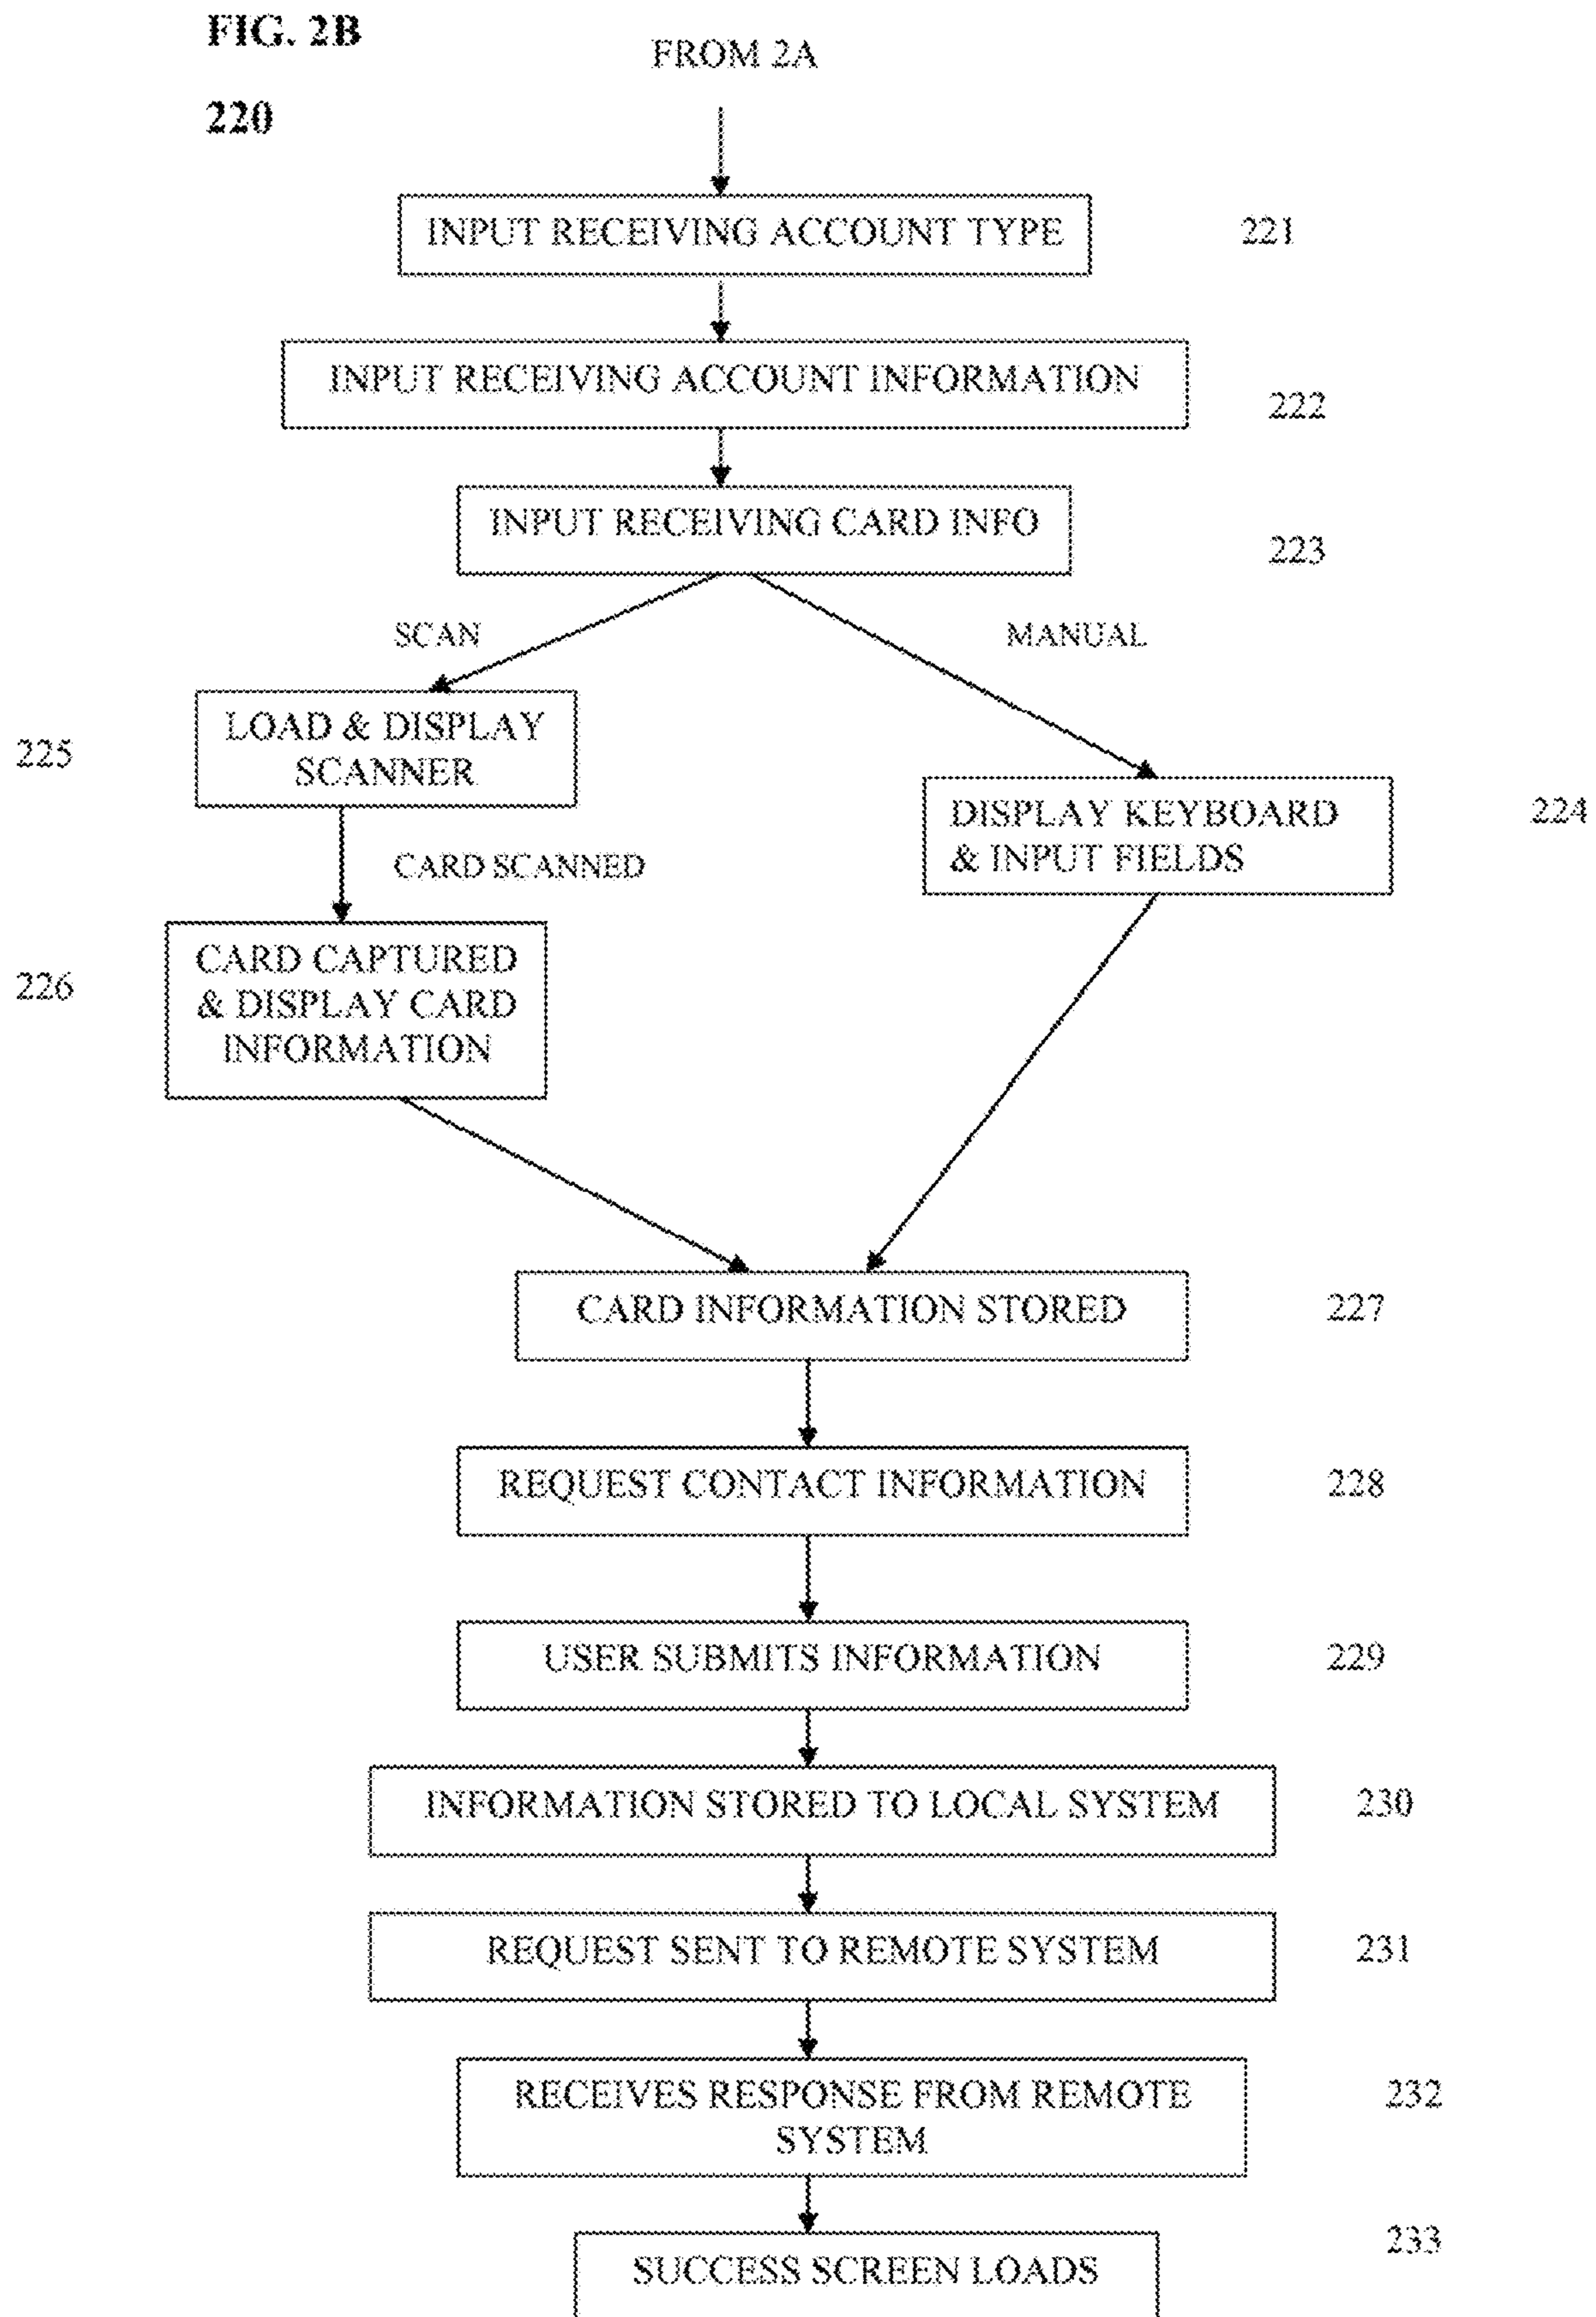 FIG. 2B
FROM 2A
220
INPUT RECEIVING ACCOUNT TYPE
221
INPUT RECEIVING ACCOUNT INFORMATION
222
INPUT RECEIVING CARD INFO
223
SCAN
MANUAL
225
LOAD & DISPLAY
SCANNER
DISPLAY KEYBOARD
& INPUT FIELDS
224
CARD SCANNED
226
CARD CAPTURED
& DISPLAY CARD
INFORMATION
CARD INFORMATION STORED
227
REQUEST CONTACT INFORMATION
228
USER SUBMITS INFORMATION
229
INFORMATION STORED TO LOCAL SYSTEM
230
REQUEST SENT TO REMOTE SYSTEM
231
RECEIVES RESPONSE FROM REMOTE
SYSTEM
232
SUCCESS SCREEN LOADS
233